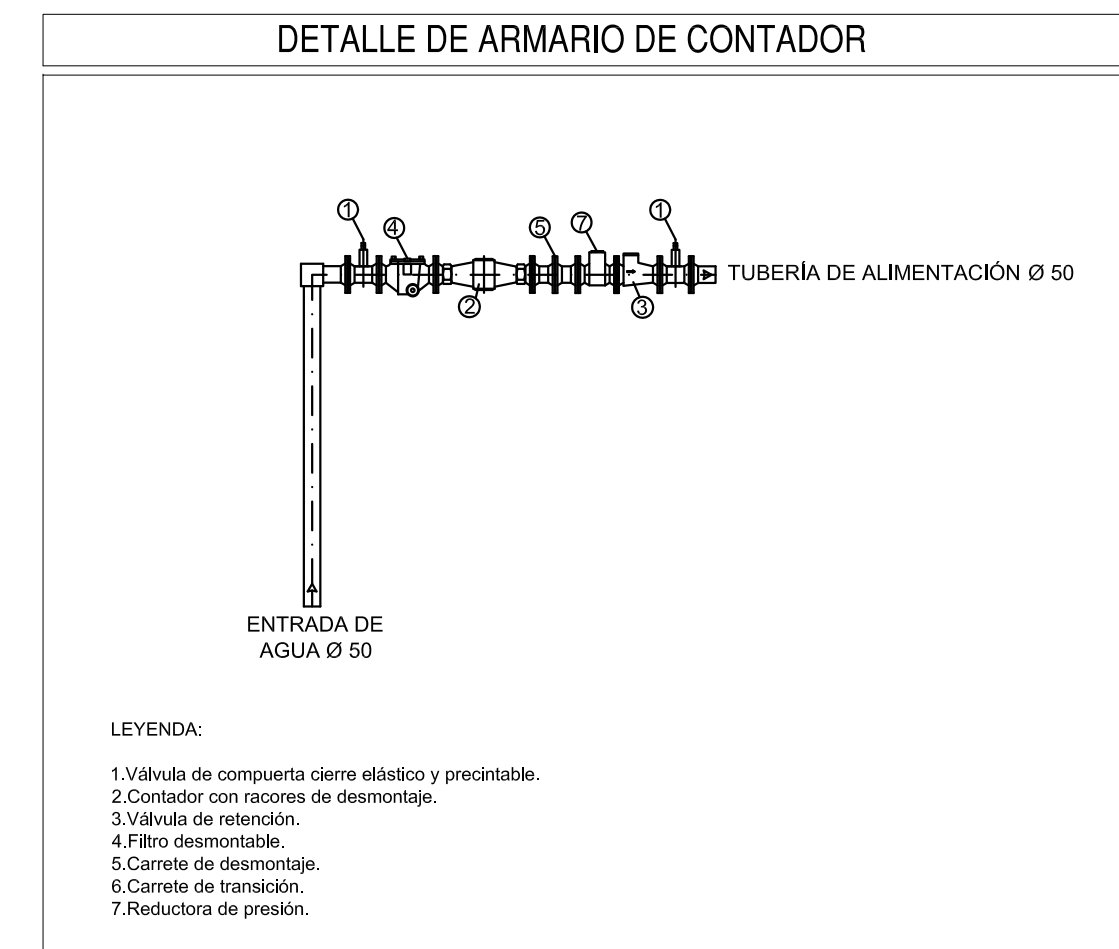 DETALLE DE ARMARIO DE CONTADOR
1
4
5
7
1
2
3
TUBERÍA DE ALIMENTACIÓN Ø 50
ENTRADA DE
AGUA Ø 50
LEYENDA:
1.Válvula de compuerta cierre elástico y precintable.
2.Contador con racores de desmontaje.
3.Válvula de retención.
4.Filtro desmontable.
5.Carrete de desmontaje.
6.Carrete de transición.
7.Reductora de presión.